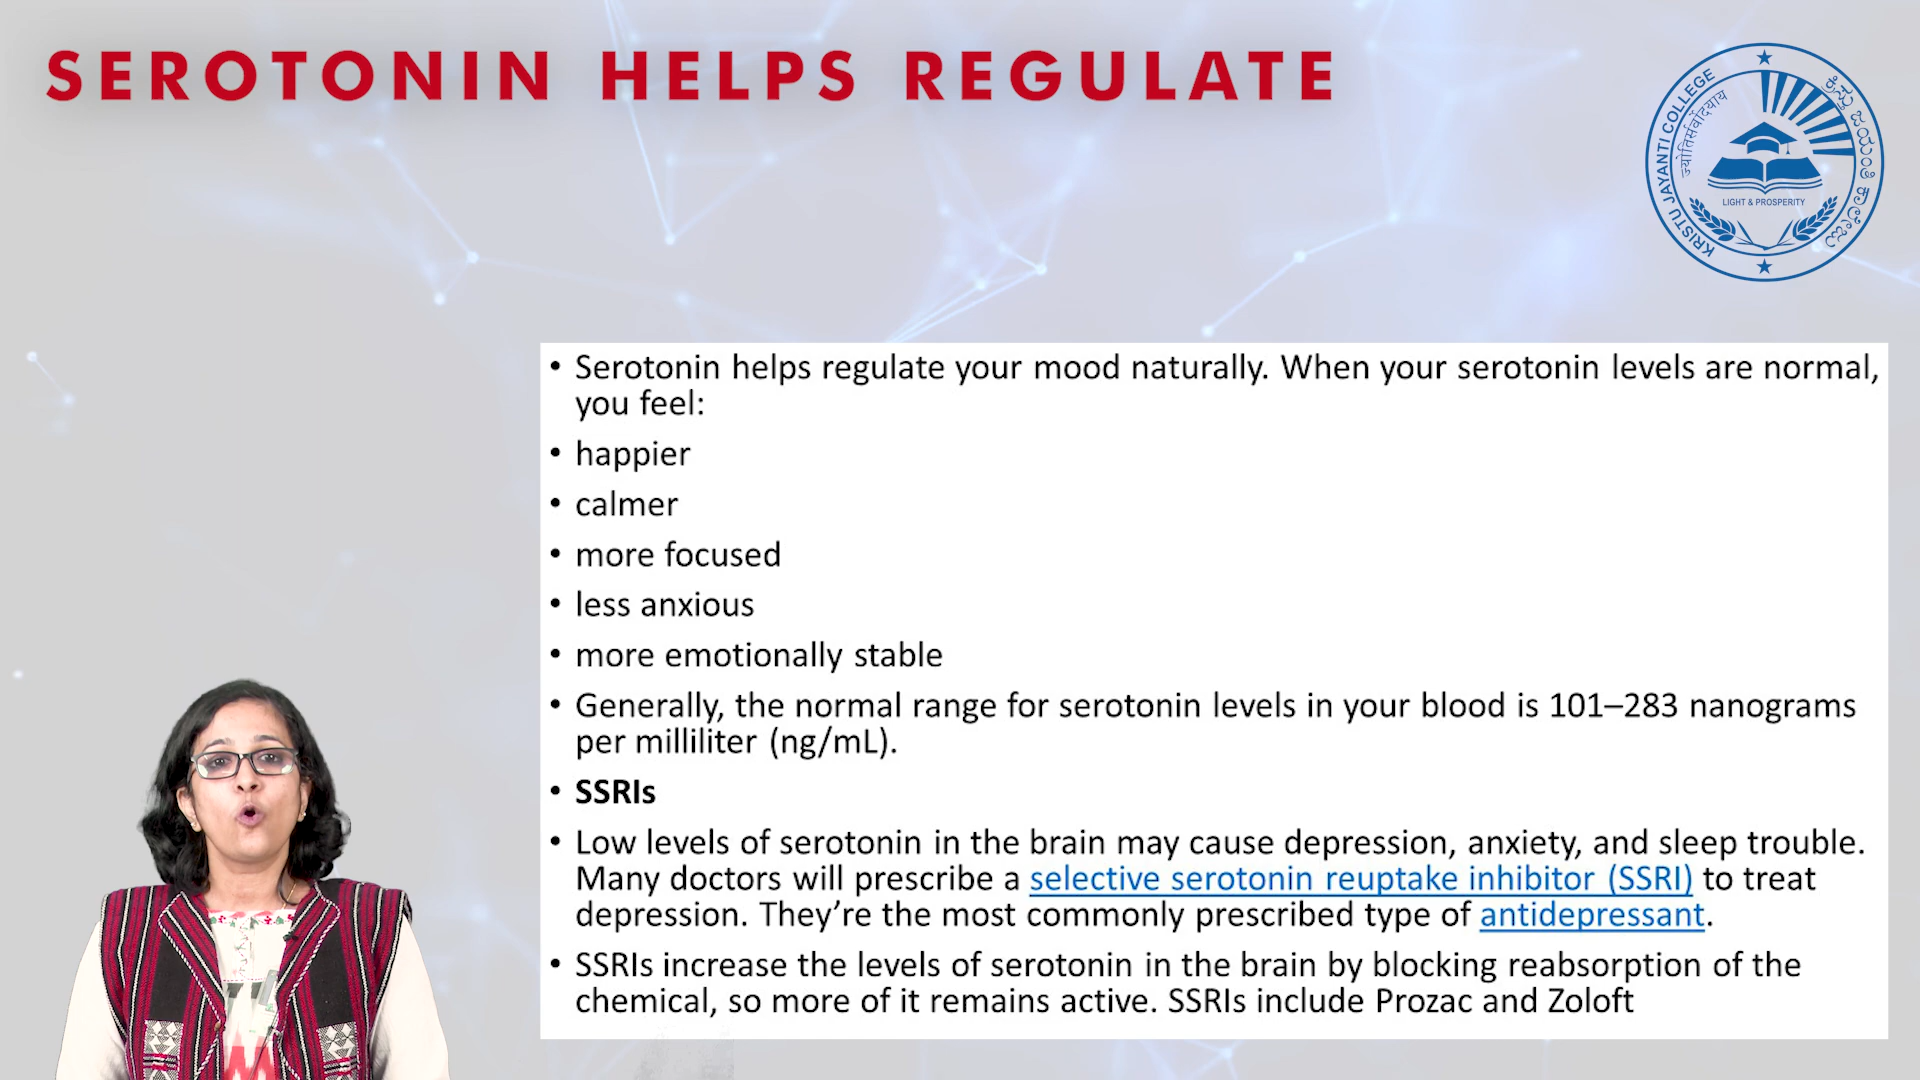 SEROTONIN HELPS REGULATE
KRISTU JAYANTI COLLEGE
ज्योतिर्सर्वोदयाय
ಕ್ರಿಸ್ತು ಜಯಂತಿ ಕಾಲೇಜು
LIGHT & PROSPERITY
• Serotonin helps regulate your mood naturally. When your serotonin levels are normal,
you feel:
• happier
• calmer
• more focused
• less anxious
• more emotionally stable
• Generally, the normal range for serotonin levels in your blood is 101–283 nanograms
per milliliter (ng/mL).
• SSRIs
• Low levels of serotonin in the brain may cause depression, anxiety, and sleep trouble.
Many doctors will prescribe a selective serotonin reuptake inhibitor (SSRI) to treat
depression. They’re the most commonly prescribed type of antidepressant.
• SSRIs increase the levels of serotonin in the brain by blocking reabsorption of the
chemical, so more of it remains active. SSRIs include Prozac and Zoloft